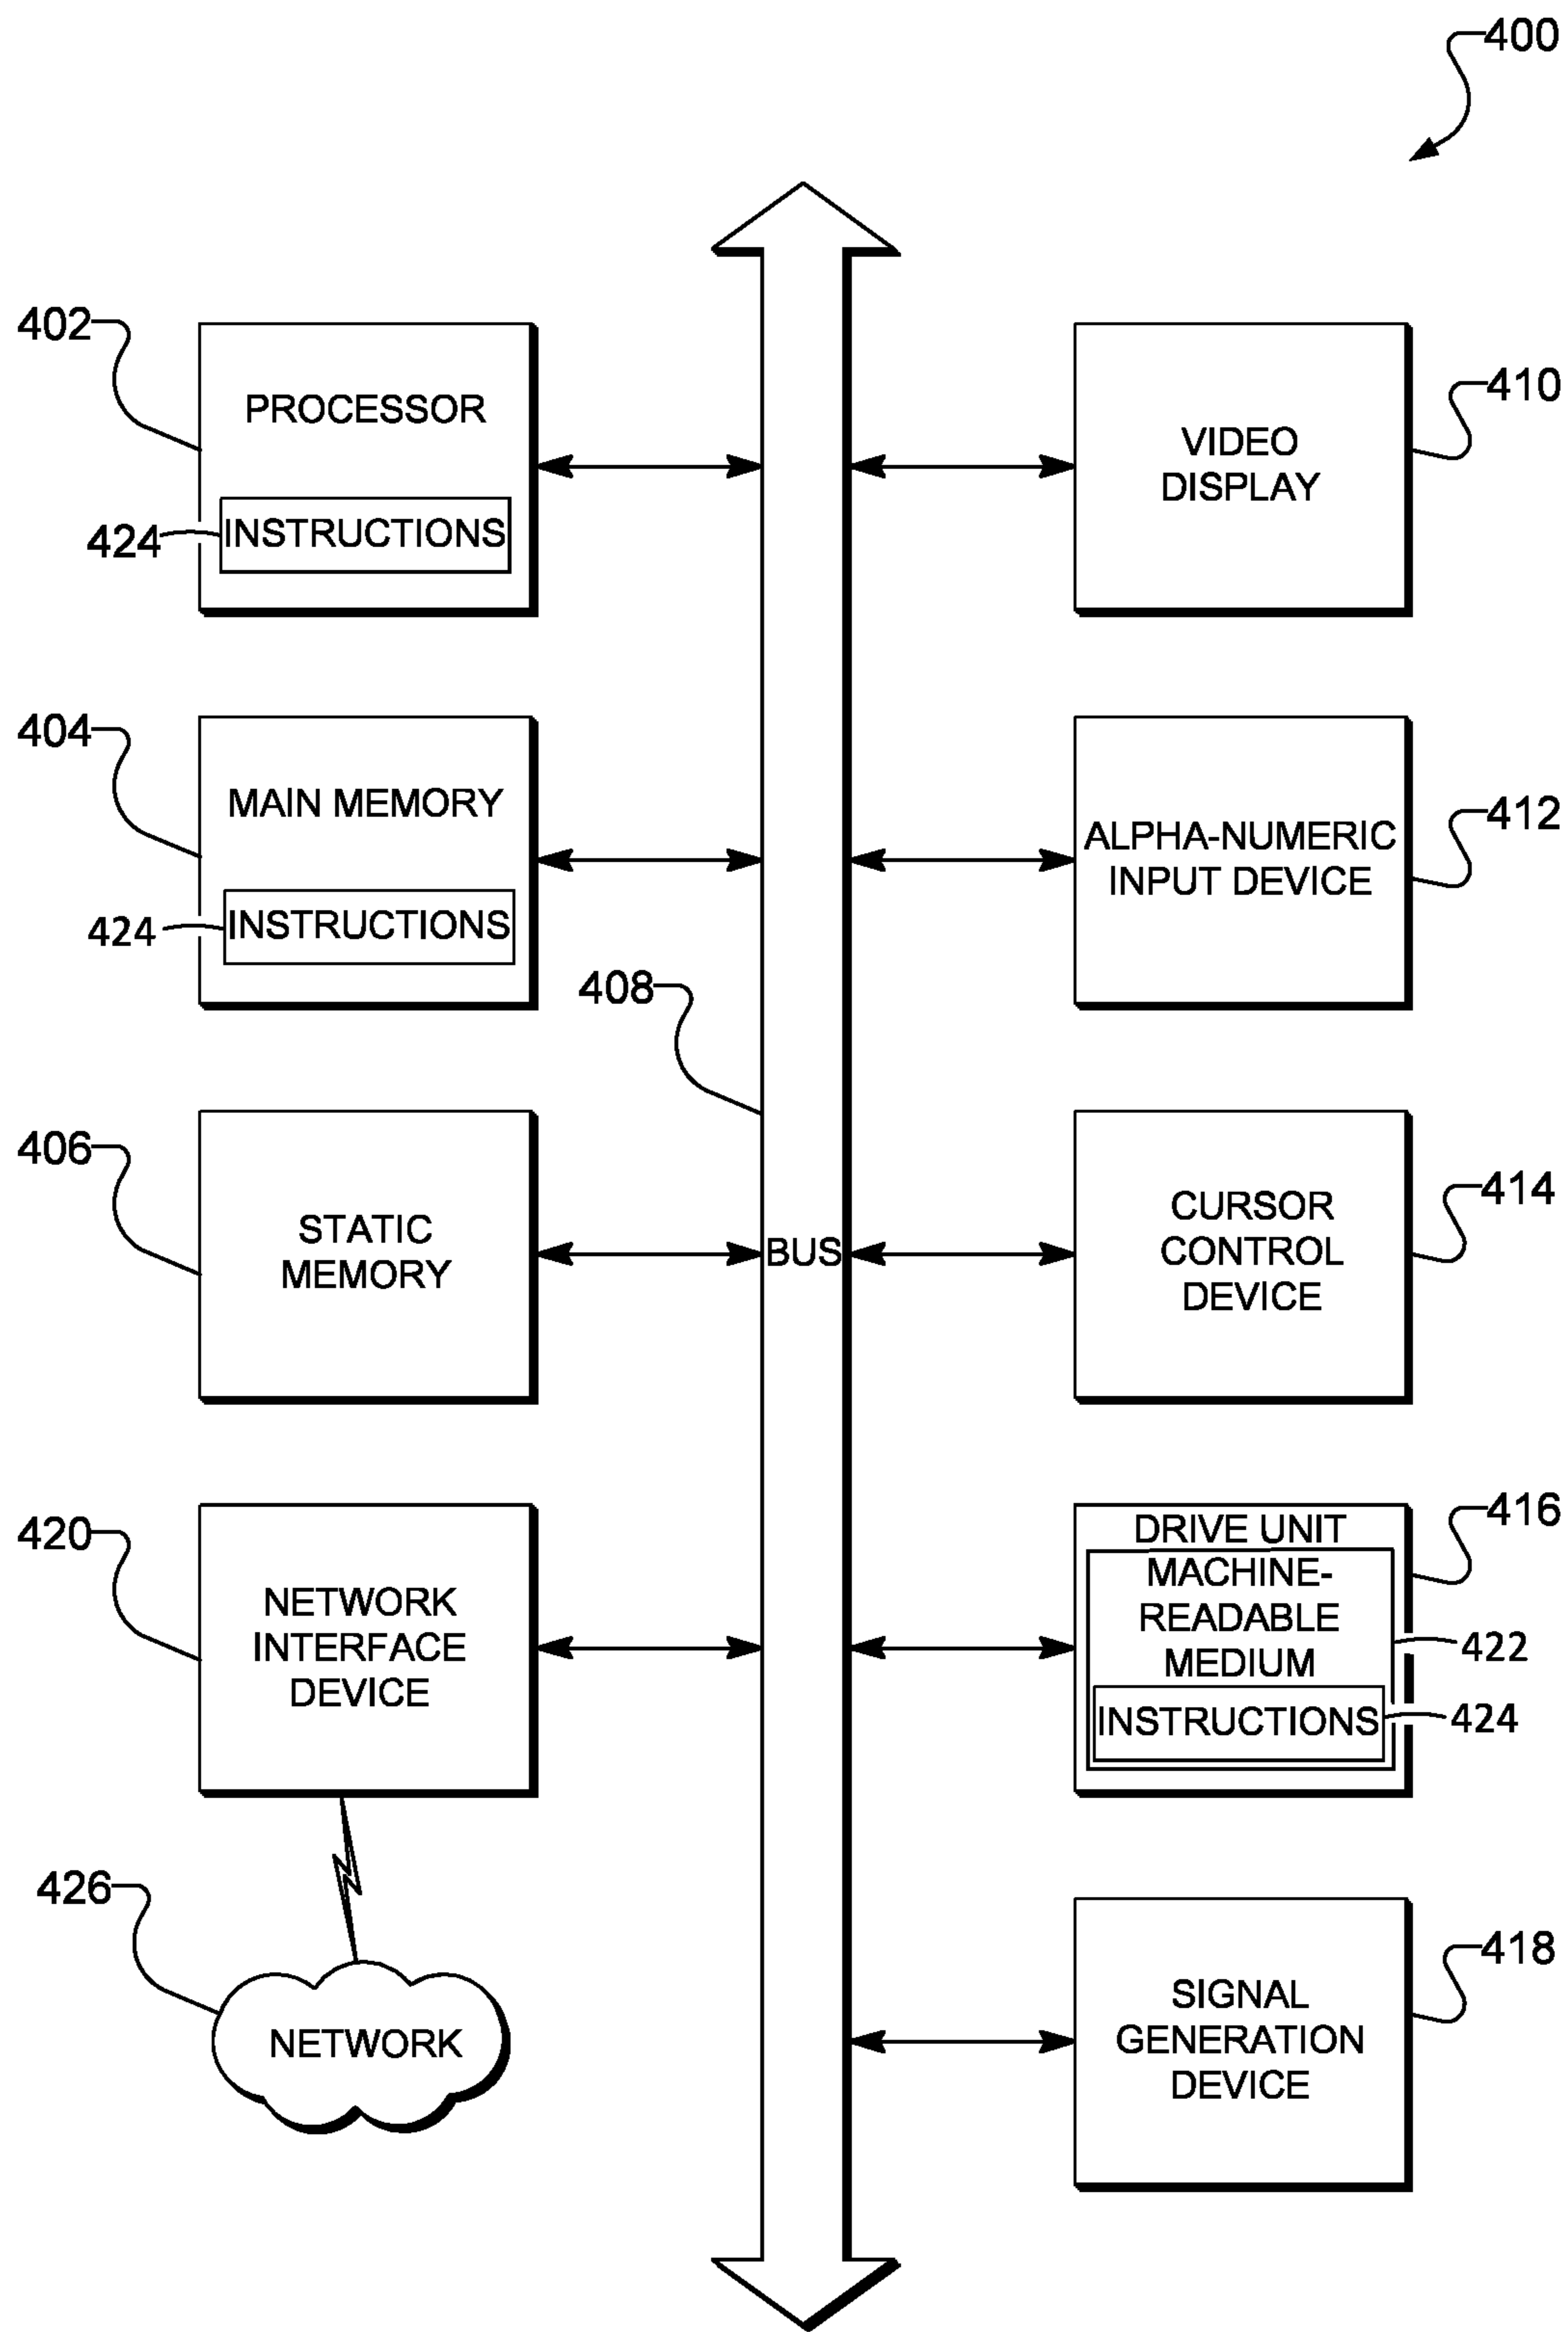 400
402
PROCESSOR
424
INSTRUCTIONS
410
VIDEO
DISPLAY
404
MAIN MEMORY
424
INSTRUCTIONS
412
ALPHA-NUMERIC
INPUT DEVICE
408
BUS
406
STATIC
MEMORY
414
CURSOR
CONTROL
DEVICE
420
NETWORK
INTERFACE
DEVICE
416
DRIVE UNIT
MACHINE-
READABLE
MEDIUM
422
INSTRUCTIONS
424
426
NETWORK
418
SIGNAL
GENERATION
DEVICE